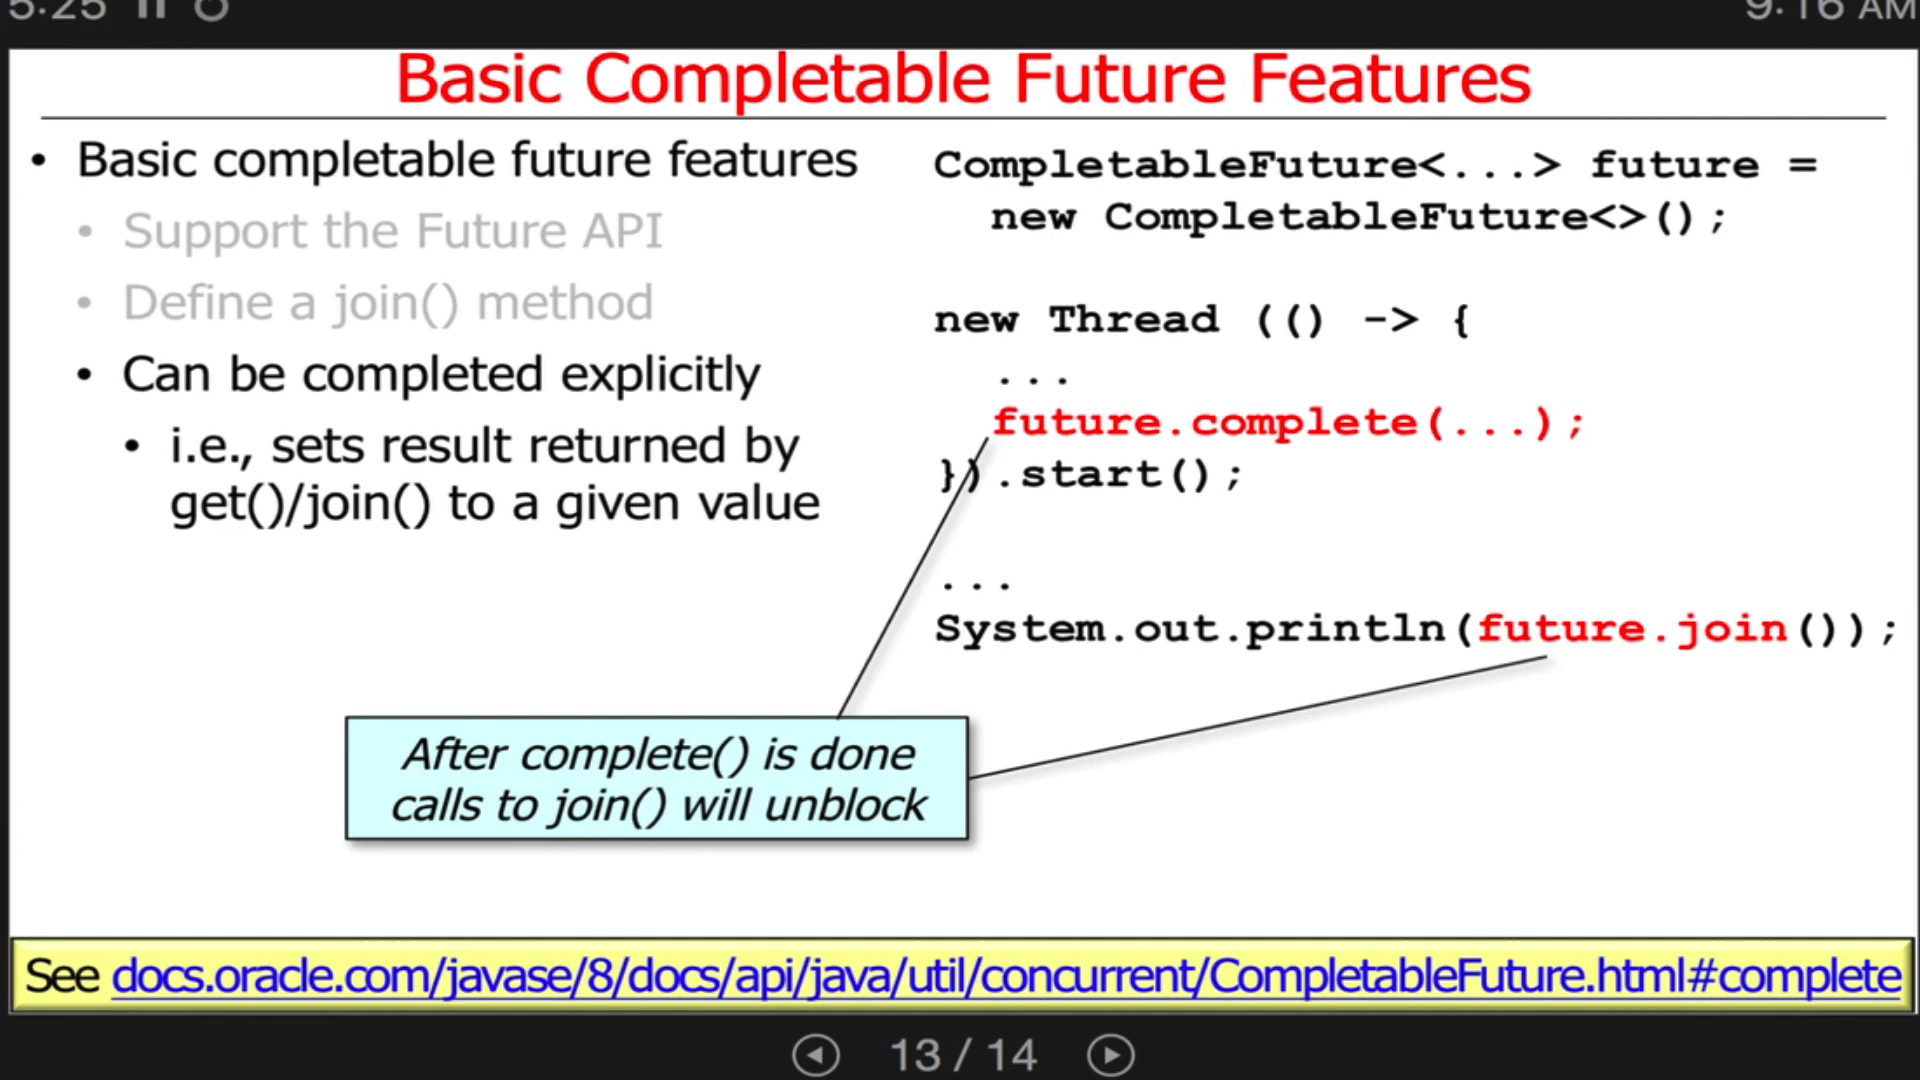 5:25
9:16 AM
Basic Completable Future Features
• Basic completable future features
• Support the Future API
• Define a join() method
• Can be completed explicitly
• i.e., sets result returned by
get()/join() to a given value
CompletableFuture<...> future =
new CompletableFuture<>();
new Thread (() -> {
...
future.complete(...);
}).start();
...
System.out.println(future.join());
After complete() is done
calls to join() will unblock
See docs.oracle.com/javase/8/docs/api/java/util/concurrent/CompletableFuture.html#complete
13 / 14